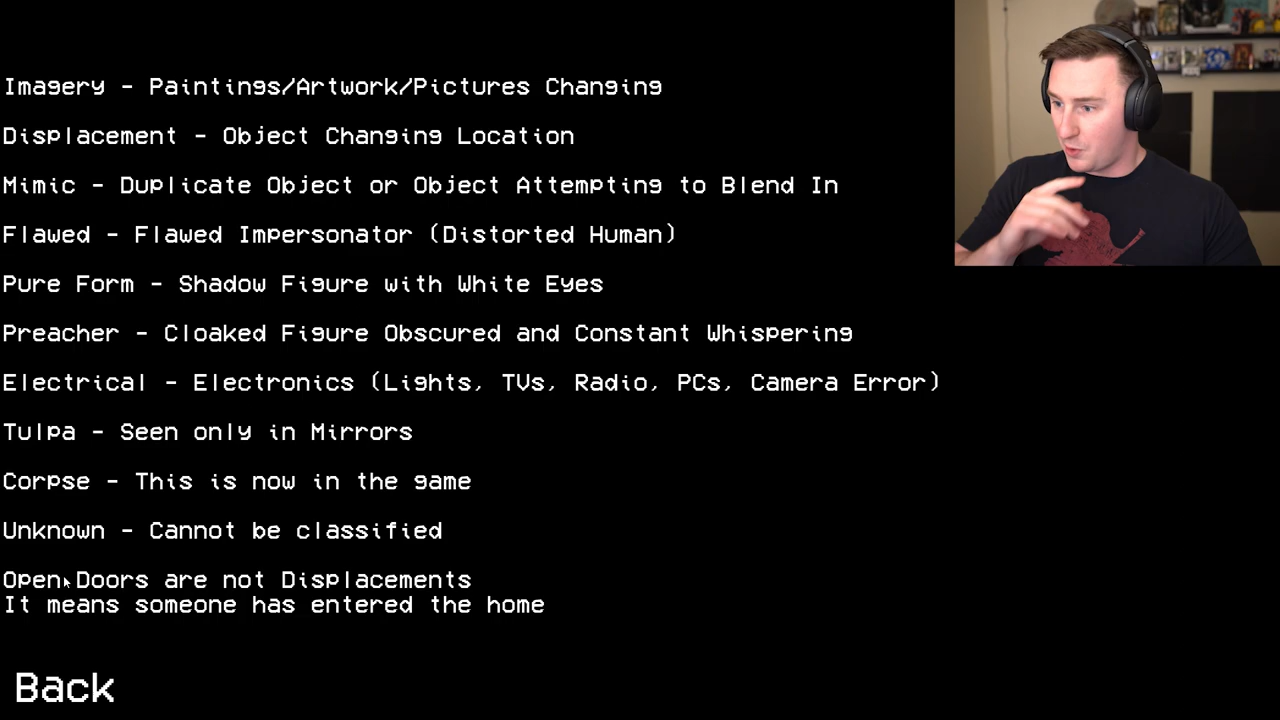 Imagery - Paintings/Artwork/Pictures Changing
Displacement - Object Changing Location
Mimic - Duplicate Object or Object Attempting to Blend In
Flawed - Flawed Impersonator (Distorted Human)
Pure Form - Shadow Figure with White Eyes
Preacher - Cloaked Figure Obscured and Constant Whispering
Electrical - Electronics (Lights, TVs, Radio, PCs, Camera Error)
Tulpa - Seen only in Mirrors
Corpse - This is now in the game
Unknown - Cannot be classified
Open Doors are not Displacements
It means someone has entered the home
Back